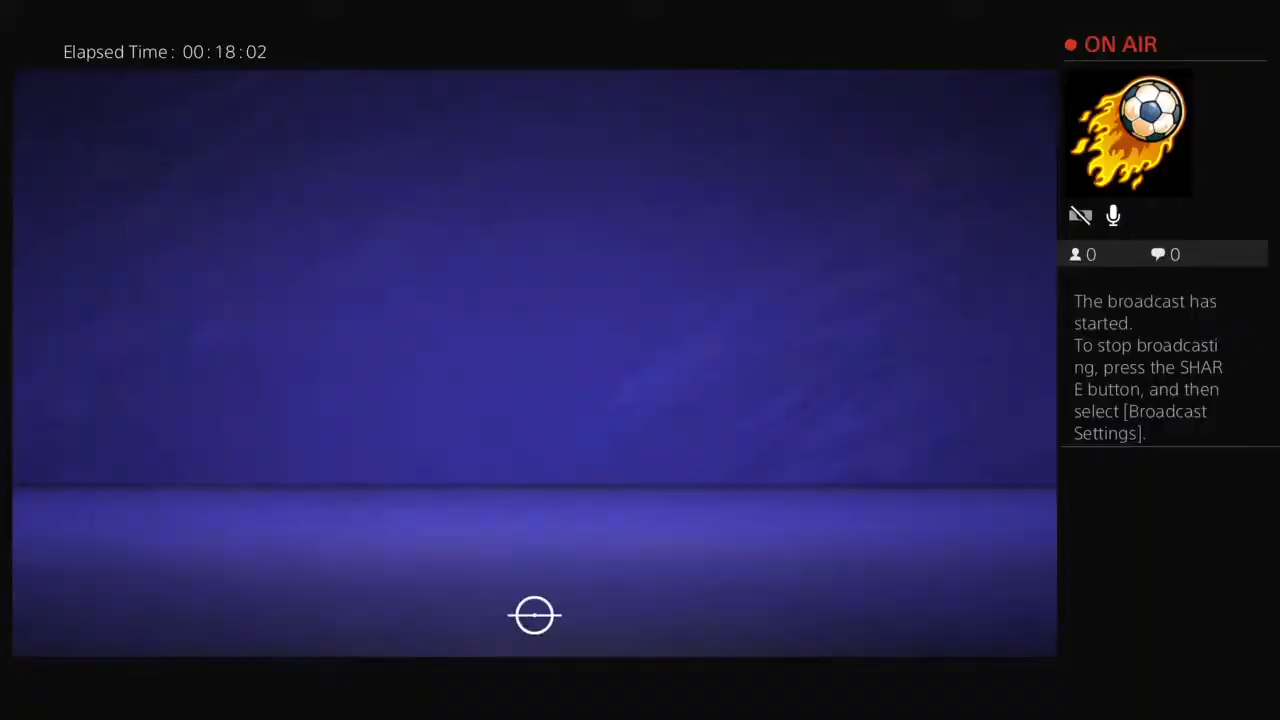 Elapsed Time: 00:18:02
ON AIR
0 0
The broadcast has
started.
To stop broadcasti
ng, press the SHAR
E button, and then
select [Broadcast
Settings].